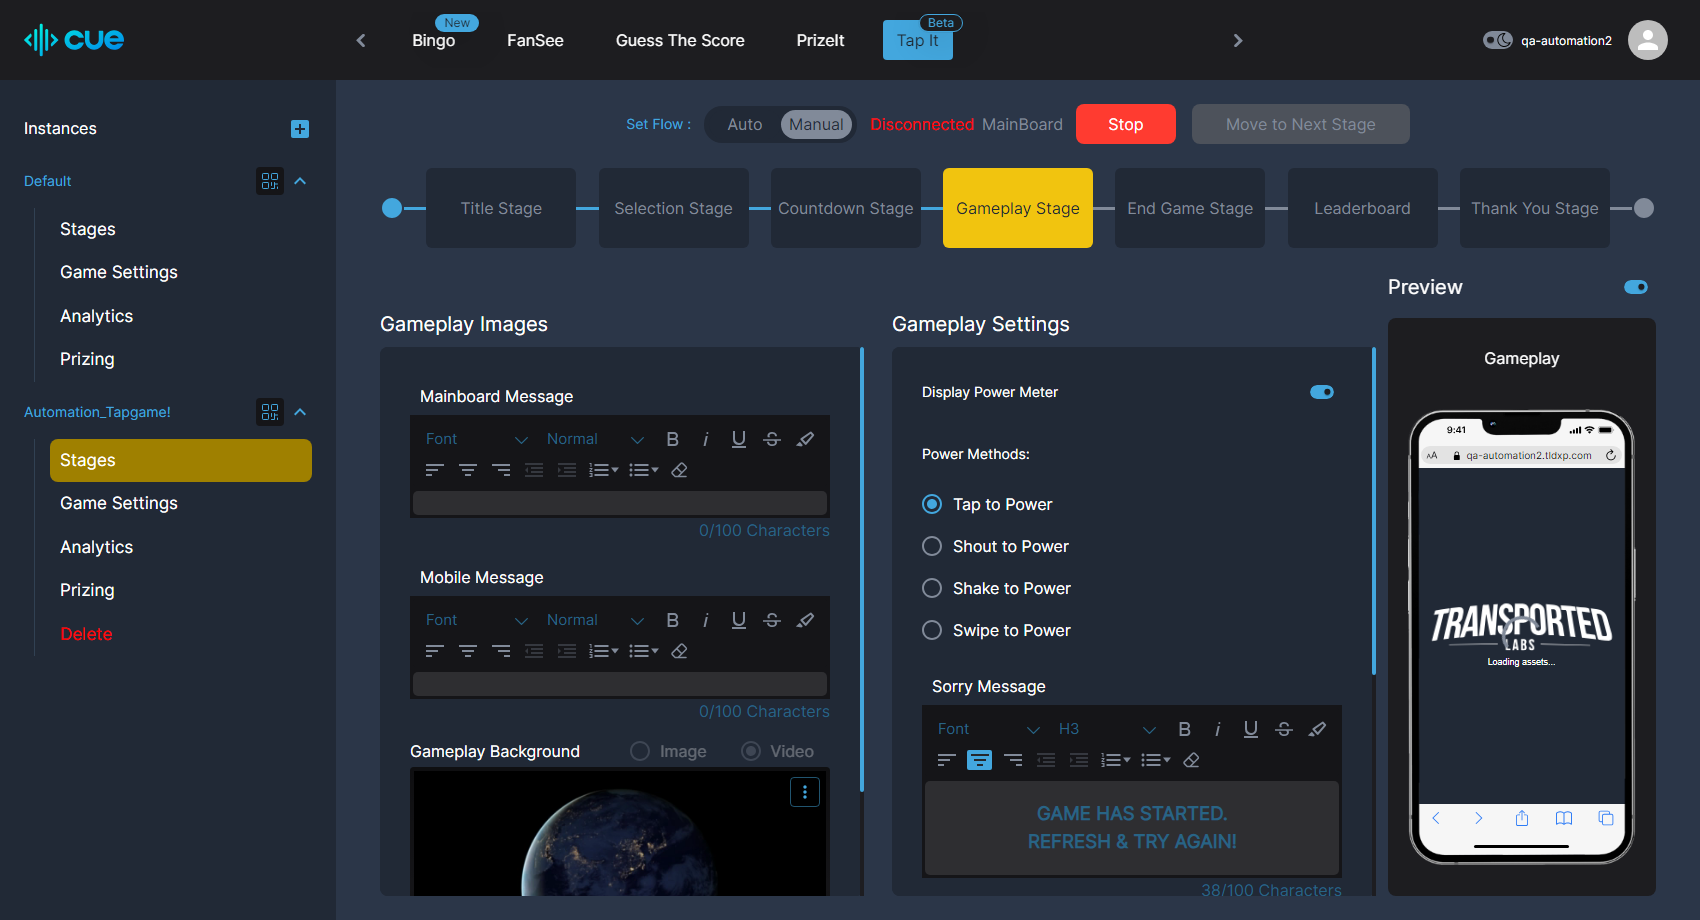 cue
New
Bingo
FanSee
Guess The Score
PrizeIt
Beta
Tap It
qa-automation2
Instances
Default
Stages
Game Settings
Analytics
Prizing
Automation_Tapgame!
Stages
Game Settings
Analytics
Prizing
Delete
Set Flow :
Auto
Manual
Disconnected MainBoard
Stop
Move to Next Stage
Title Stage
Selection Stage
Countdown Stage
Gameplay Stage
End Game Stage
Leaderboard
Thank You Stage
Gameplay Images
Mainboard Message
Font
Normal
B
i
U
S
0/100 Characters
Mobile Message
Font
Normal
B
i
U
S
0/100 Characters
Gameplay Background
Image
Video
Gameplay Settings
Display Power Meter
Power Methods:
Tap to Power
Shout to Power
Shake to Power
Swipe to Power
Sorry Message
Font
H3
B
i
U
S
GAME HAS STARTED.
REFRESH & TRY AGAIN!
38/100 Characters
Preview
Gameplay
9:41
AA
qa-automation2.tldxp.com
TRANSPORTED
LABS
Loading assets...